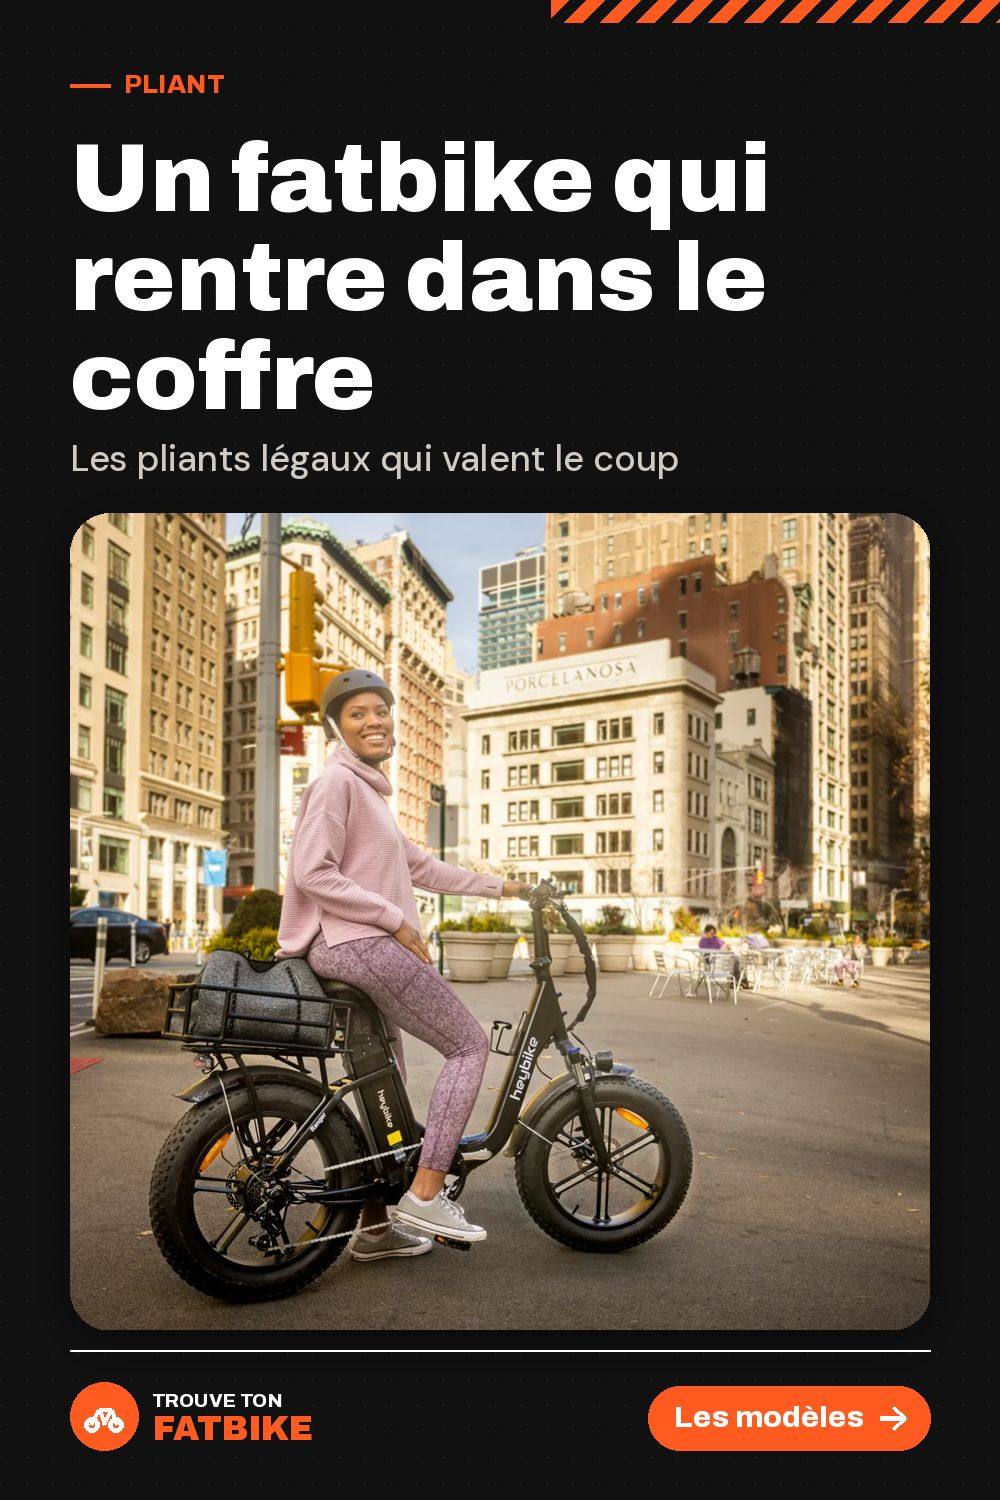 PLIANT
Un fatbike qui
rentre dans le
coffre
Les pliants légaux qui valent le coup
PORCELANOSA
heybike
heybike
Ranger
TROUVE TON
FATBIKE
Les modèles